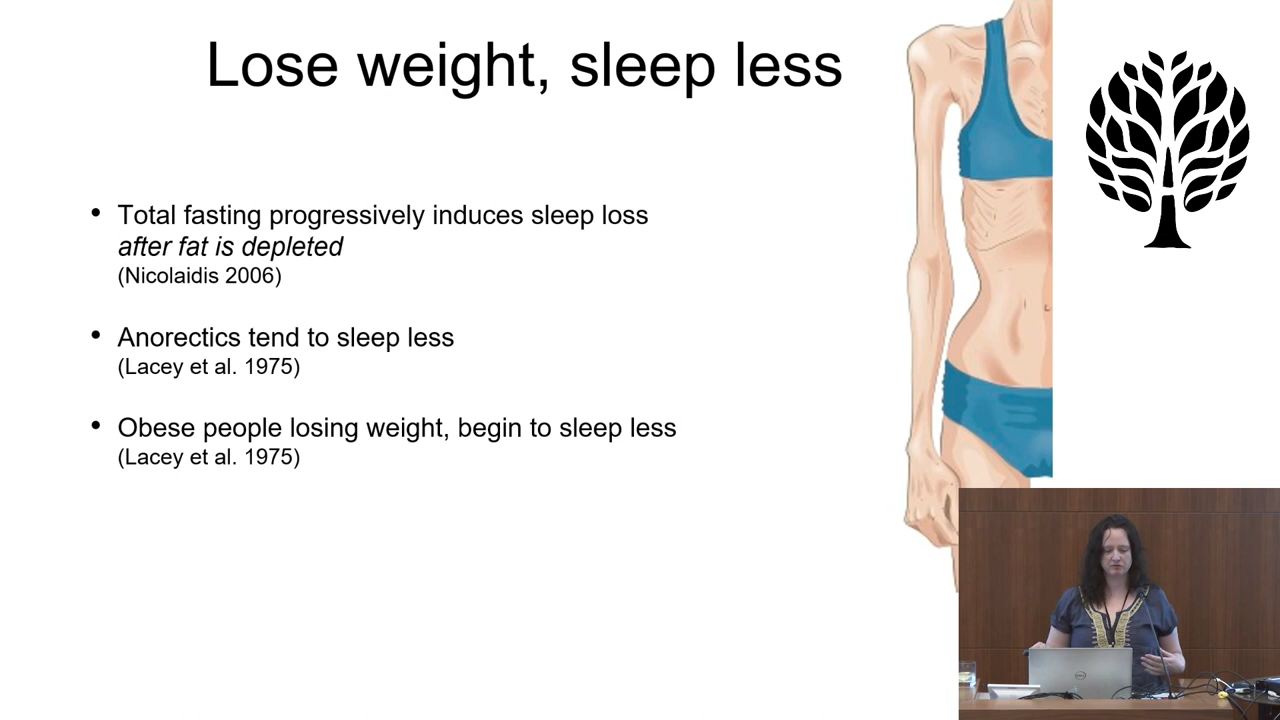 Lose weight, sleep less
• Total fasting progressively induces sleep loss
after fat is depleted
(Nicolaidis 2006)
• Anorectics tend to sleep less
(Lacey et al. 1975)
• Obese people losing weight, begin to sleep less
(Lacey et al. 1975)
DELL